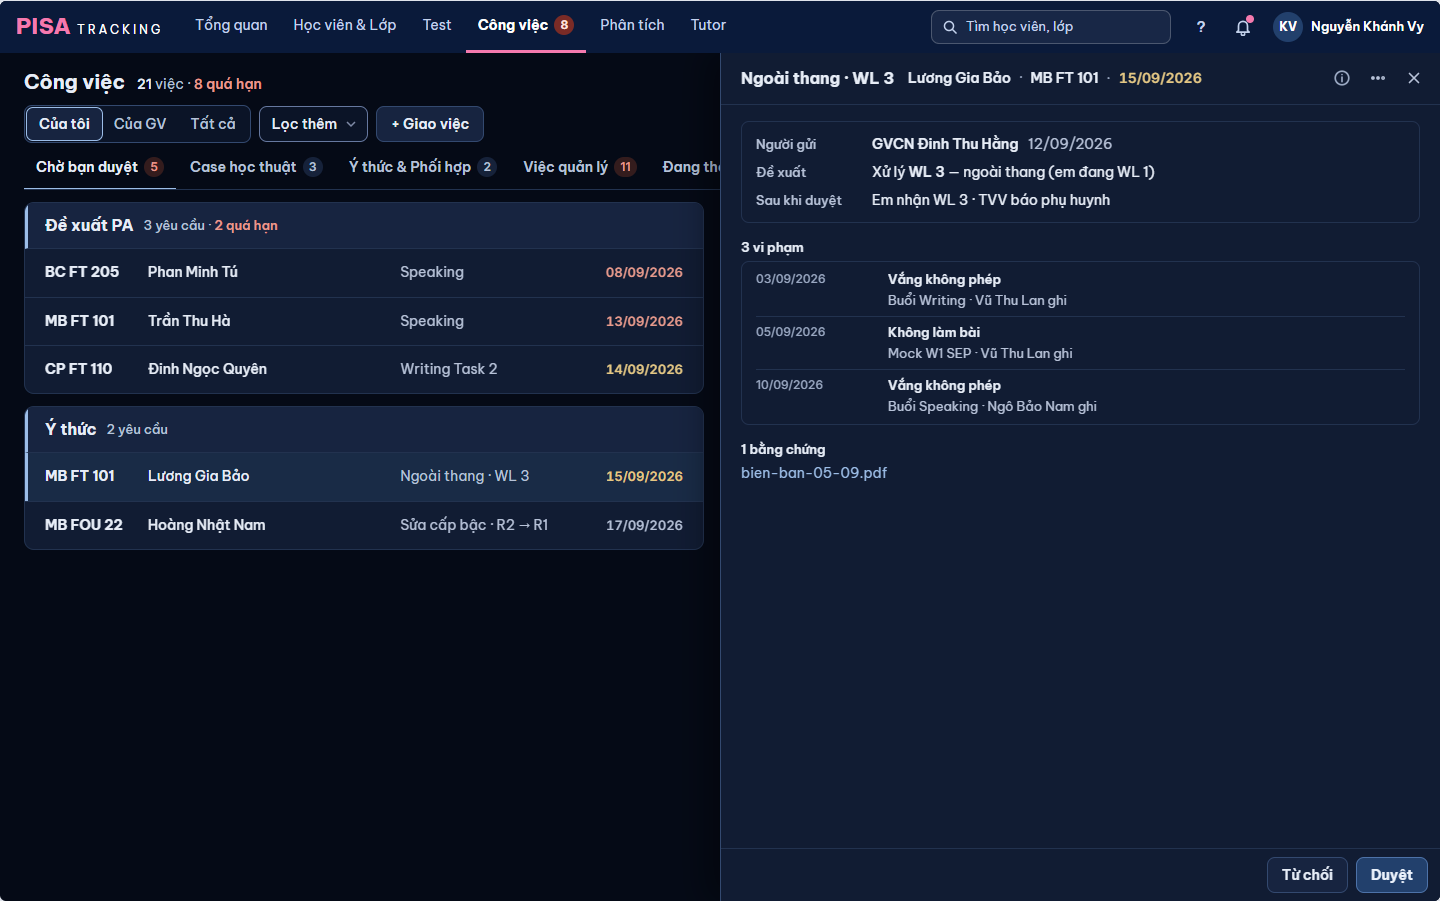 PISA TRACKING Tổng quan Học viên & Lớp Test Công việc 8 Phân tích Tutor Tìm học viên, lớp ? KV Nguyễn Khánh Vy
Công việc 21 việc · 8 quá hạn
Của tôi Của GV Tất cả Lọc thêm + Giao việc
Chờ bạn duyệt 5 Case học thuật 3 Ý thức & Phối hợp 2 Việc quản lý 11 Đang the
Đề xuất PA 3 yêu cầu · 2 quá hạn
BC FT 205 Phan Minh Tú Speaking 08/09/2026
MB FT 101 Trần Thu Hà Speaking 13/09/2026
CP FT 110 Đinh Ngọc Quyên Writing Task 2 14/09/2026
Ý thức 2 yêu cầu
MB FT 101 Lương Gia Bảo Ngoài thang · WL 3 15/09/2026
MB FOU 22 Hoàng Nhật Nam Sửa cấp bậc · R2 → R1 17/09/2026
Ngoài thang · WL 3 Lương Gia Bảo · MB FT 101 · 15/09/2026
Người gửi GVCN Đinh Thu Hằng 12/09/2026
Đề xuất Xử lý WL 3 — ngoài thang (em đang WL 1)
Sau khi duyệt Em nhận WL 3 · TVV báo phụ huynh
3 vi phạm
03/09/2026 Vắng không phép
Buổi Writing · Vũ Thu Lan ghi
05/09/2026 Không làm bài
Mock W1 SEP · Vũ Thu Lan ghi
10/09/2026 Vắng không phép
Buổi Speaking · Ngô Bảo Nam ghi
1 bằng chứng
bien-ban-05-09.pdf
Từ chối Duyệt